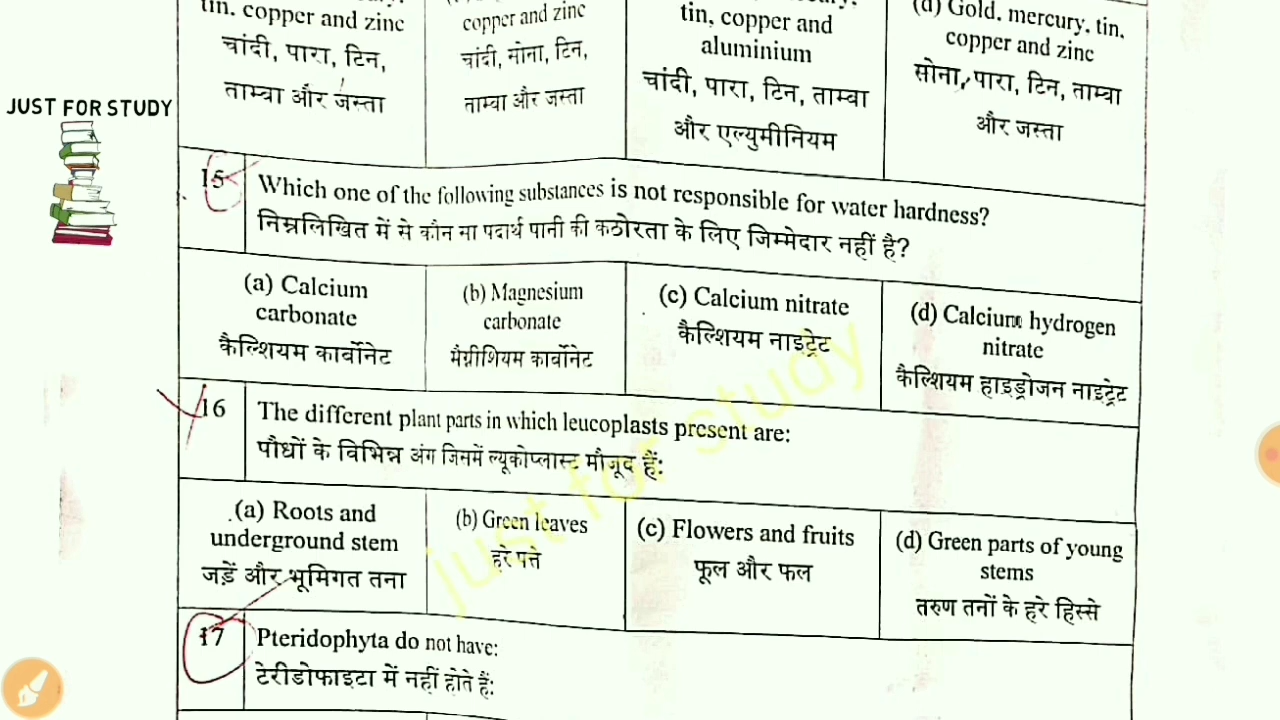 JUST FOR STUDY
tin, copper and zinc
चांदी, पारा, टिन,
ताम्वा और जस्ता
copper and zinc
चांदी, सोना, टिन,
ताम्वा और जस्ता
tin, copper and
aluminium
चांदी, पारा, टिन, ताम्वा
और एल्युमीनियम
(d) Gold, mercury, tin,
copper and zinc
सोना, पारा, टिन, ताम्वा
और जस्ता
15
Which one of the following substances is not responsible for water hardness?
निम्नलिखित में से कौन सा पदार्थ पानी की कठोरता के लिए जिम्मेदार नहीं है?
(a) Calcium
carbonate
कैल्शियम कार्वोनेट
(b) Magnesium
carbonate
मैग्नीशियम कार्वोनेट
(c) Calcium nitrate
कैल्शियम नाइट्रेट
(d) Calcium hydrogen
nitrate
कैल्शियम हाइड्रोजन नाइट्रेट
16
The different plant parts in which leucoplasts present are:
पौधों के विभिन्न अंग जिसमें ल्यूकोप्लास्ट मौजूद हैं:
(a) Roots and
underground stem
जड़ें और भूमिगत तना
(b) Green leaves
हरे पत्ते
(c) Flowers and fruits
फूल और फल
(d) Green parts of young
stems
तरुण तनों के हरे हिस्से
17
Pteridophyta do not have:
टेरीडोफाइटा में नहीं होते हैं:
just for study